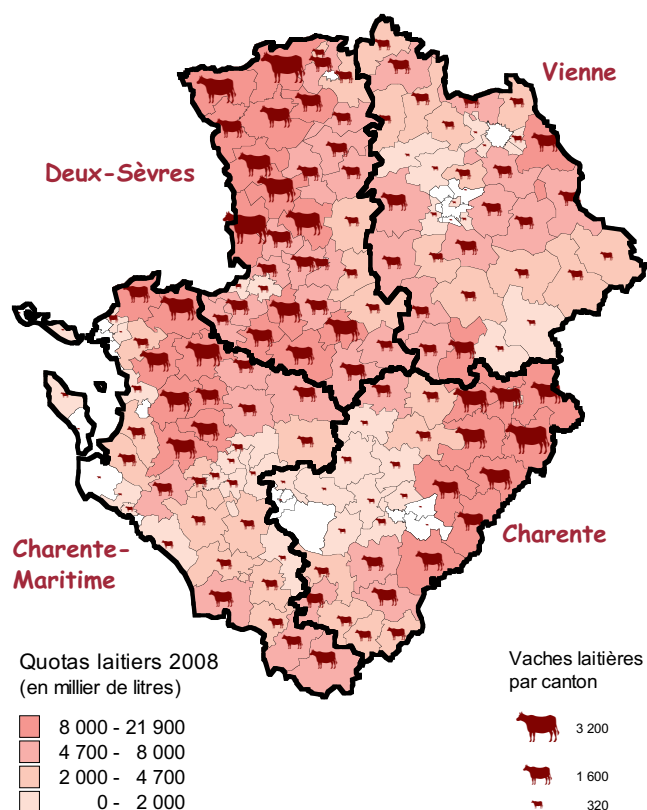 Vienne
Deux-Sèvres
Charente
Charente-
Maritime
Quotas laitiers 2008
(en millier de litres)
8 000 - 21 900
4 700 - 8 000
2 000 - 4 700
0 - 2 000
Vaches laitières
par canton
3 200
1 600
320